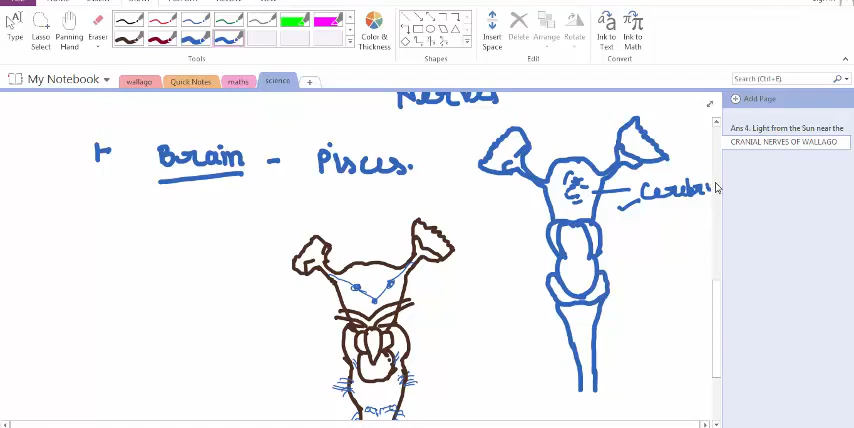 Type
Lasso Select
Panning Hand
Eraser
Color & Thickness
Insert Space
Delete
Arrange
Rotate
Ink to Text
Ink to Math
Tools
Shapes
Edit
Convert
My Notebook
wallago
Quick Notes
maths
science
Search (Ctrl+E)
Add Page
Ans 4. Light from the Sun near the
CRANIAL NERVES OF WALLAGO
Nerves
Brain - Pisces.
Cerebr